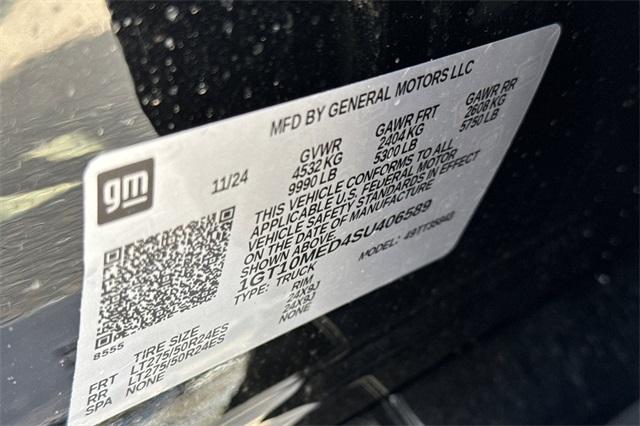 MFD BY GENERAL MOTORS LLC
gm
11/24
GVWR GAWR FRT GAWR RR
4532 KG 2404 KG 2608 KG
9990 LB 5300 LB 5750 LB
THIS VEHICLE CONFORMS TO ALL
APPLICABLE U.S. FEDERAL MOTOR
VEHICLE SAFETY STANDARDS IN EFFECT
ON THE DATE OF MANUFACTURE
SHOWN ABOVE.
1GT10MED4SU406589
TYPE: TRUCK MODEL:
8555
TIRE SIZE RIM
FRT LT275/50R24ES 24X9J
RR LT275/50R24ES 24X9J
SPA NONE NONE